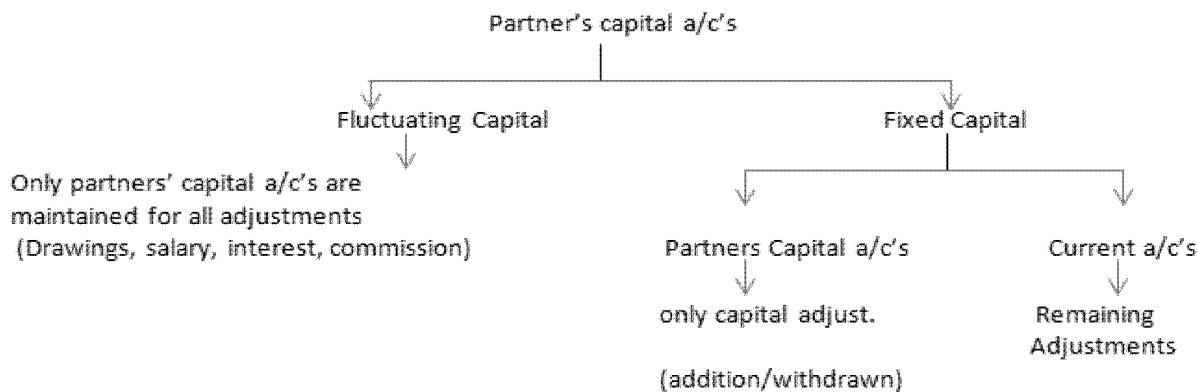 Partner's capital a/c's
Fluctuating Capital
Fixed Capital
Only partners' capital a/c's are
maintained for all adjustments
(Drawings, salary, interest, commission)
Partners Capital a/c's
Current a/c's
only capital adjust.
(addition/withdrawn)
Remaining
Adjustments